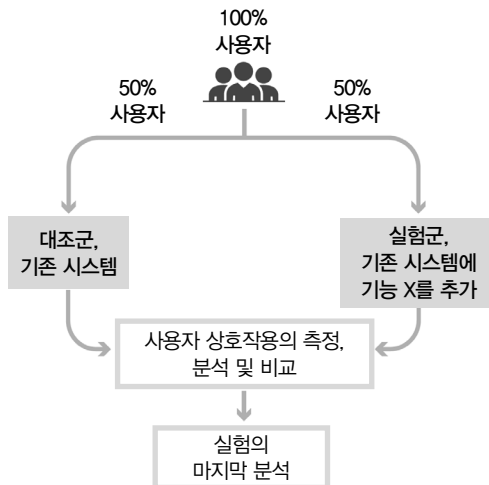 100%
사용자
50%
사용자
50%
사용자
대조군,
기존 시스템
실험군,
기존 시스템에
기능 X를 추가
사용자 상호작용의 측정,
분석 및 비교
실험의
마지막 분석